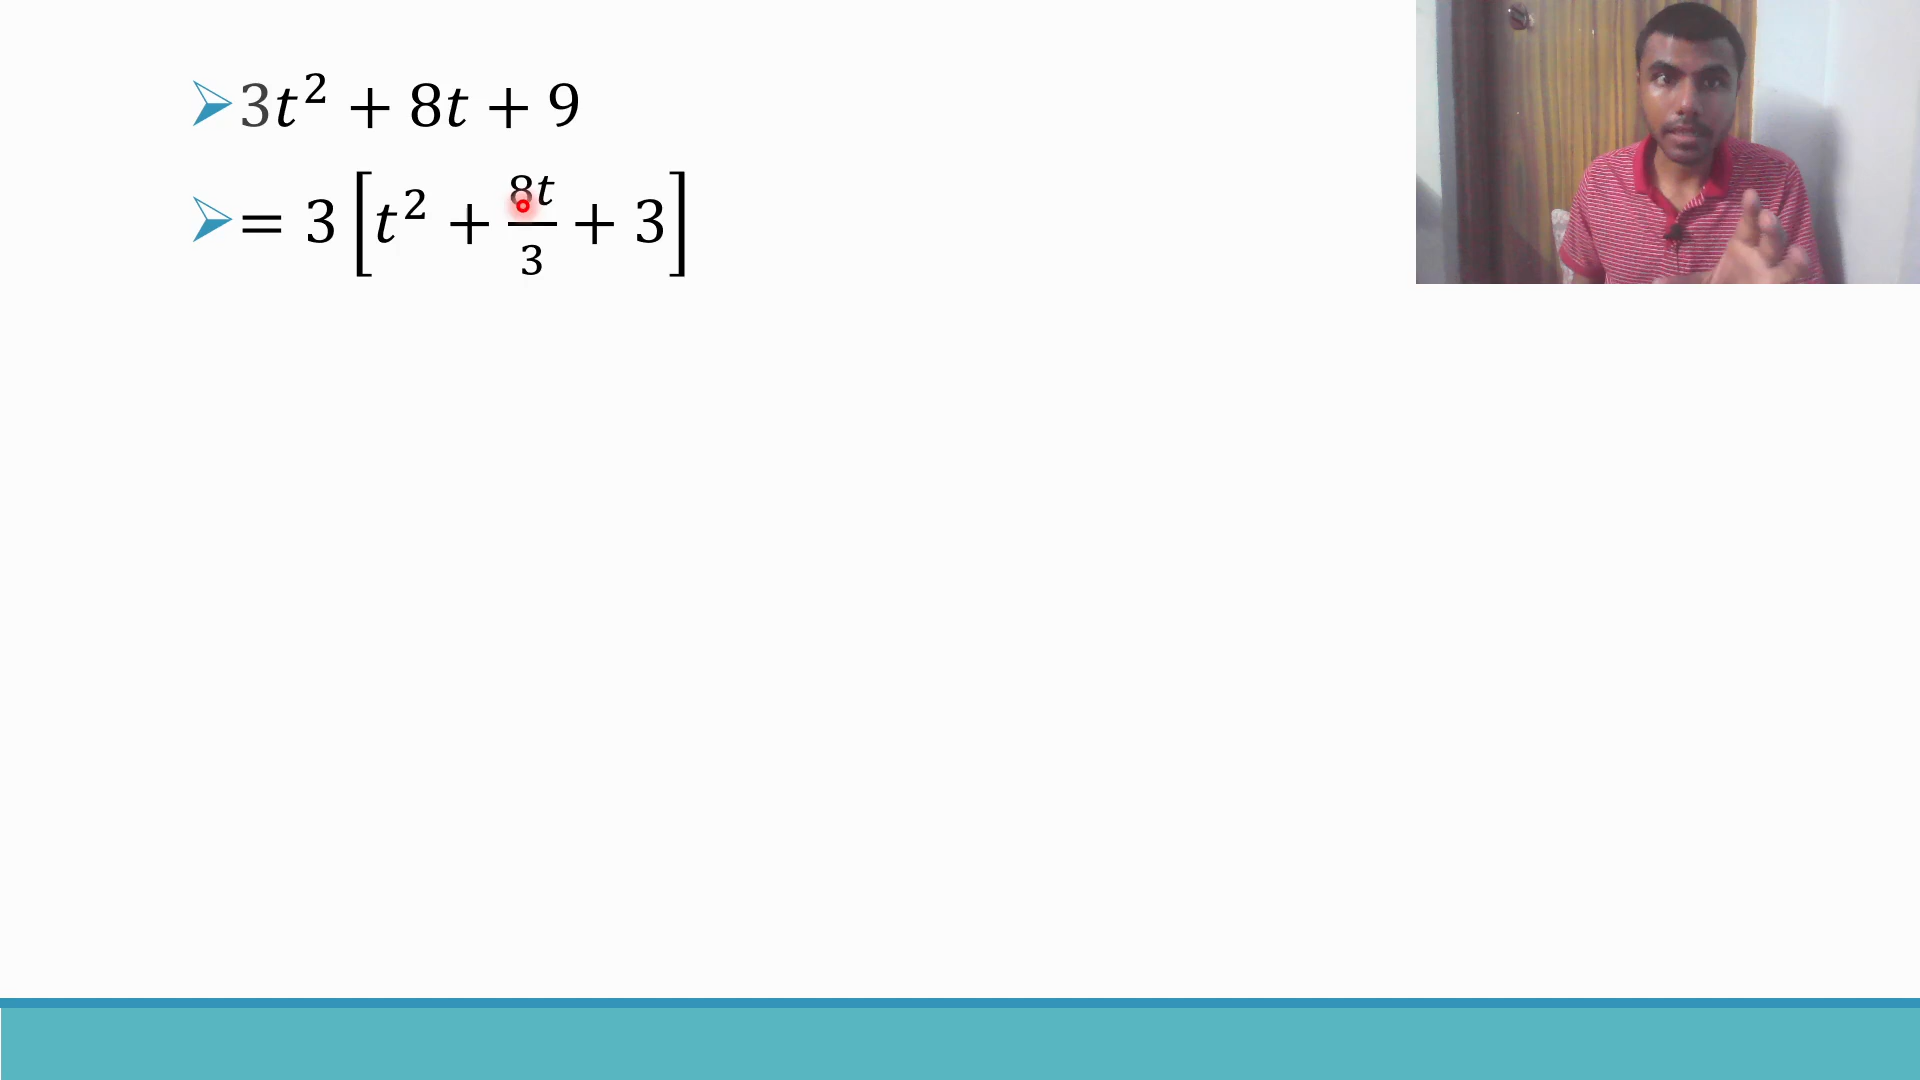 ➢3t² + 8t + 9
➢= 3[t² + 8t/3 + 3]